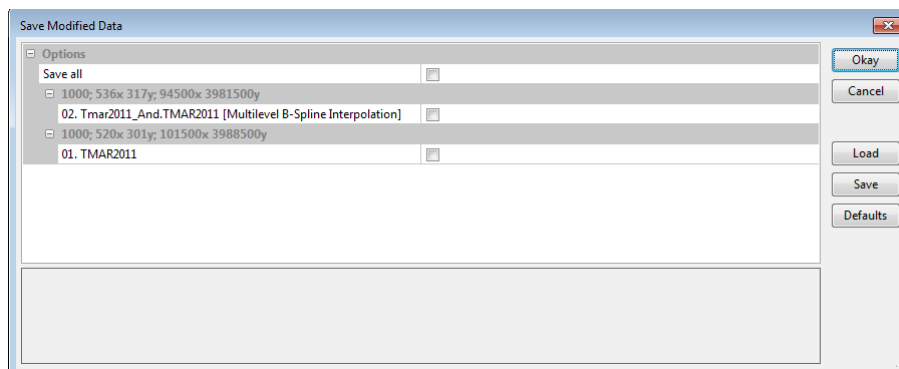 Save Modified Data
Options
Okay
Save all
Cancel
1000; 536x 317y; 94500x 3981500y
02. Tmar2011_And.TMAR2011 [Multilevel B-Spline Interpolation]
1000; 520x 301y; 101500x 3988500y
01. TMAR2011
Load
Save
Defaults